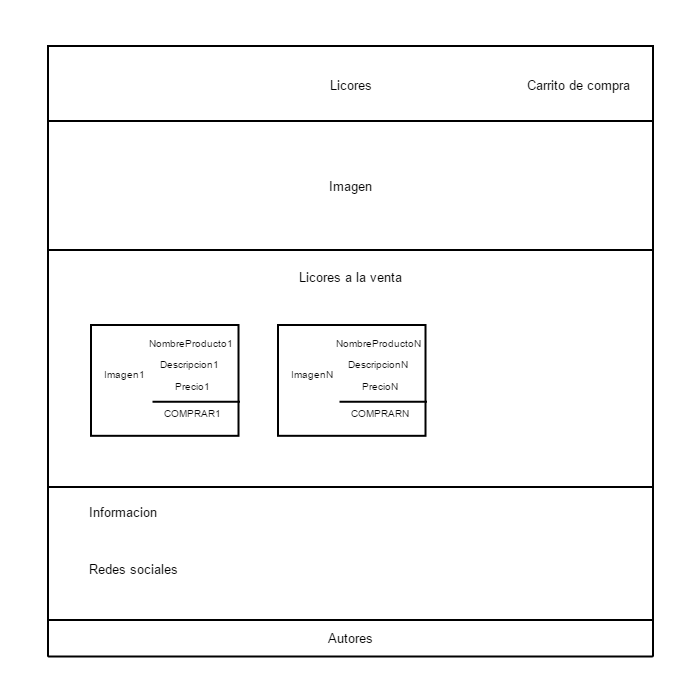 Licores
Carrito de compra
Imagen
Licores a la venta
Imagen1
NombreProducto1
Descripcion1
Precio1
COMPRAR1
ImagenN
NombreProductoN
DescripcionN
PrecioN
COMPRARN
Informacion
Redes sociales
Autores